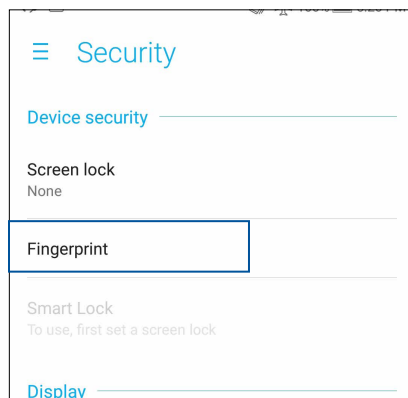 Security
Device security
Screen lock
None
Fingerprint
Smart Lock
To use, first set a screen lock
Display